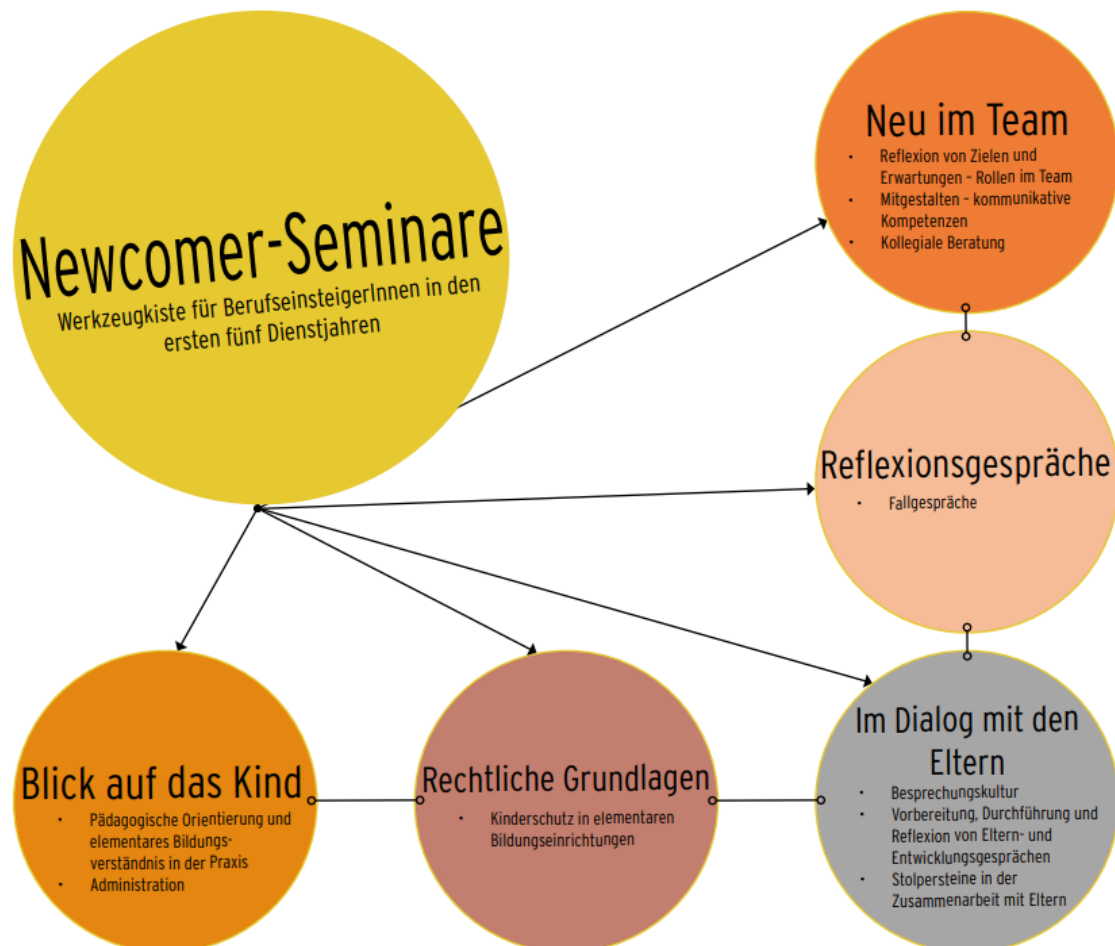 Newcomer-Seminare
Werkzeugkiste für BerufseinsteigerInnen in den
ersten fünf Dienstjahren
Neu im Team
· Reflexion von Zielen und
Erwartungen – Rollen im Team
· Mitgestalten – kommunikative
Kompetenzen
· Kollegiale Beratung
Reflexionsgespräche
· Fallgespräche
Blick auf das Kind
· Pädagogische Orientierung und
elementares Bildungs-
verständnis in der Praxis
· Administration
Rechtliche Grundlagen
· Kinderschutz in elementaren
Bildungseinrichtungen
Im Dialog mit den
Eltern
· Besprechungskultur
· Vorbereitung, Durchführung und
Reflexion von Eltern- und
Entwicklungsgesprächen
· Stolpersteine in der
Zusammenarbeit mit Eltern